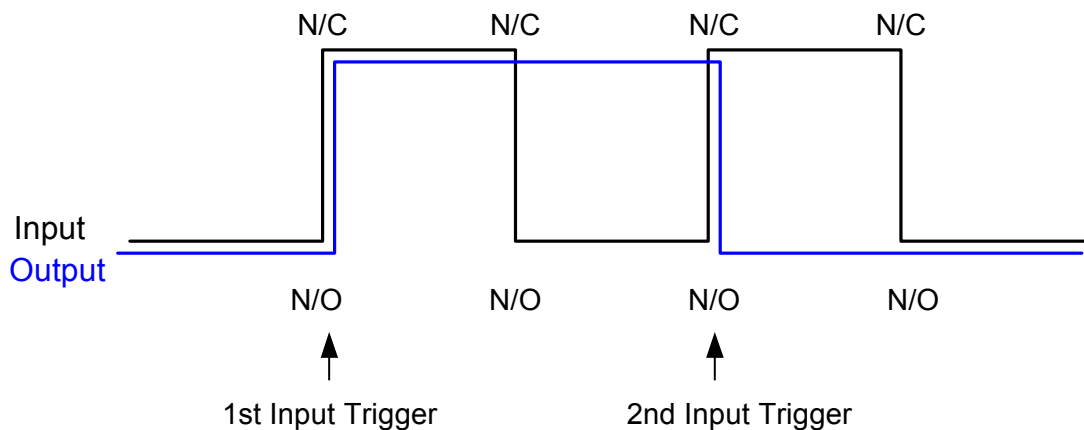 N/C N/C N/C N/C
Input
Output
N/O N/O N/O N/O
1st Input Trigger 2nd Input Trigger